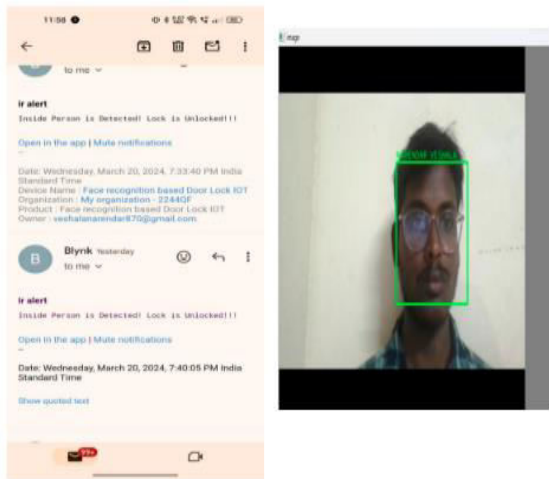 11:56
to me
ir alert
Inside Person is Detected! Lock is Unlocked!!!
Open in the app | Mute notifications
--
Date: Wednesday, March 20, 2024, 7:33:40 PM India
Standard Time
Device Name : Face recognition based Door Lock IOT
Organization : My organization - 2244QF
Product : Face recognition based Door Lock IOT
Owner : veshalanarendar870@gmail.com
B
Blynk Yesterday
to me
ir alert
Inside Person is Detected! Lock is Unlocked!!!
Open in the app | Mute notifications
--
Date: Wednesday, March 20, 2024, 7:40:05 PM India
Standard Time
Show quoted text
99+
NARENDAR VESHALA